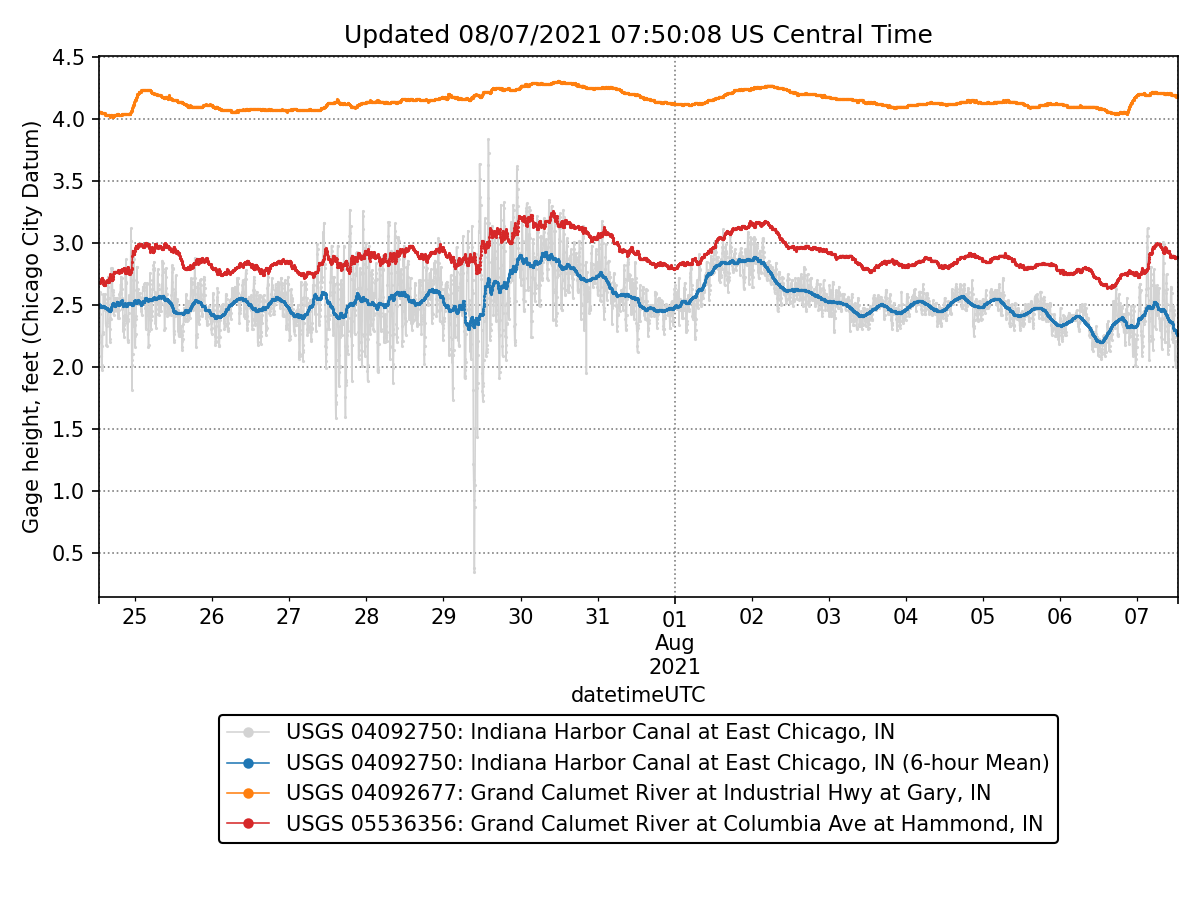 Updated 08/07/2021 07:50:08 US Central Time
Gage height, feet (Chicago City Datum)
4.5
4.0
3.5
3.0
2.5
2.0
1.5
1.0
0.5
25 26 27 28 29 30 31 01 02 03 04 05 06 07
Aug
2021
datetimeUTC
USGS 04092750: Indiana Harbor Canal at East Chicago, IN
USGS 04092750: Indiana Harbor Canal at East Chicago, IN (6-hour Mean)
USGS 04092677: Grand Calumet River at Industrial Hwy at Gary, IN
USGS 05536356: Grand Calumet River at Columbia Ave at Hammond, IN